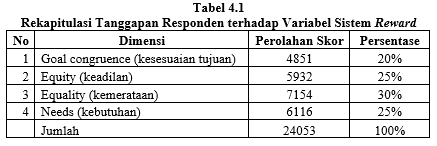 Tabel 4.1
Rekapitulasi Tanggapan Responden terhadap Variabel Sistem Reward
No Dimensi Perolahan Skor Persentase
1 Goal congruence (kesesuaian tujuan) 4851 20%
2 Equity (keadilan) 5932 25%
3 Equality (kemerataan) 7154 30%
4 Needs (kebutuhan) 6116 25%
Jumlah 24053 100%